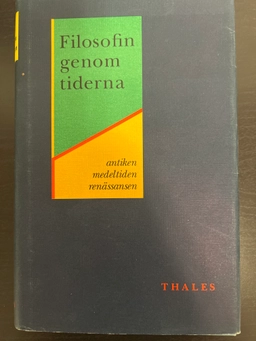 Filosofin
genom
tiderna
antiken
medeltiden
renässansen
THALES